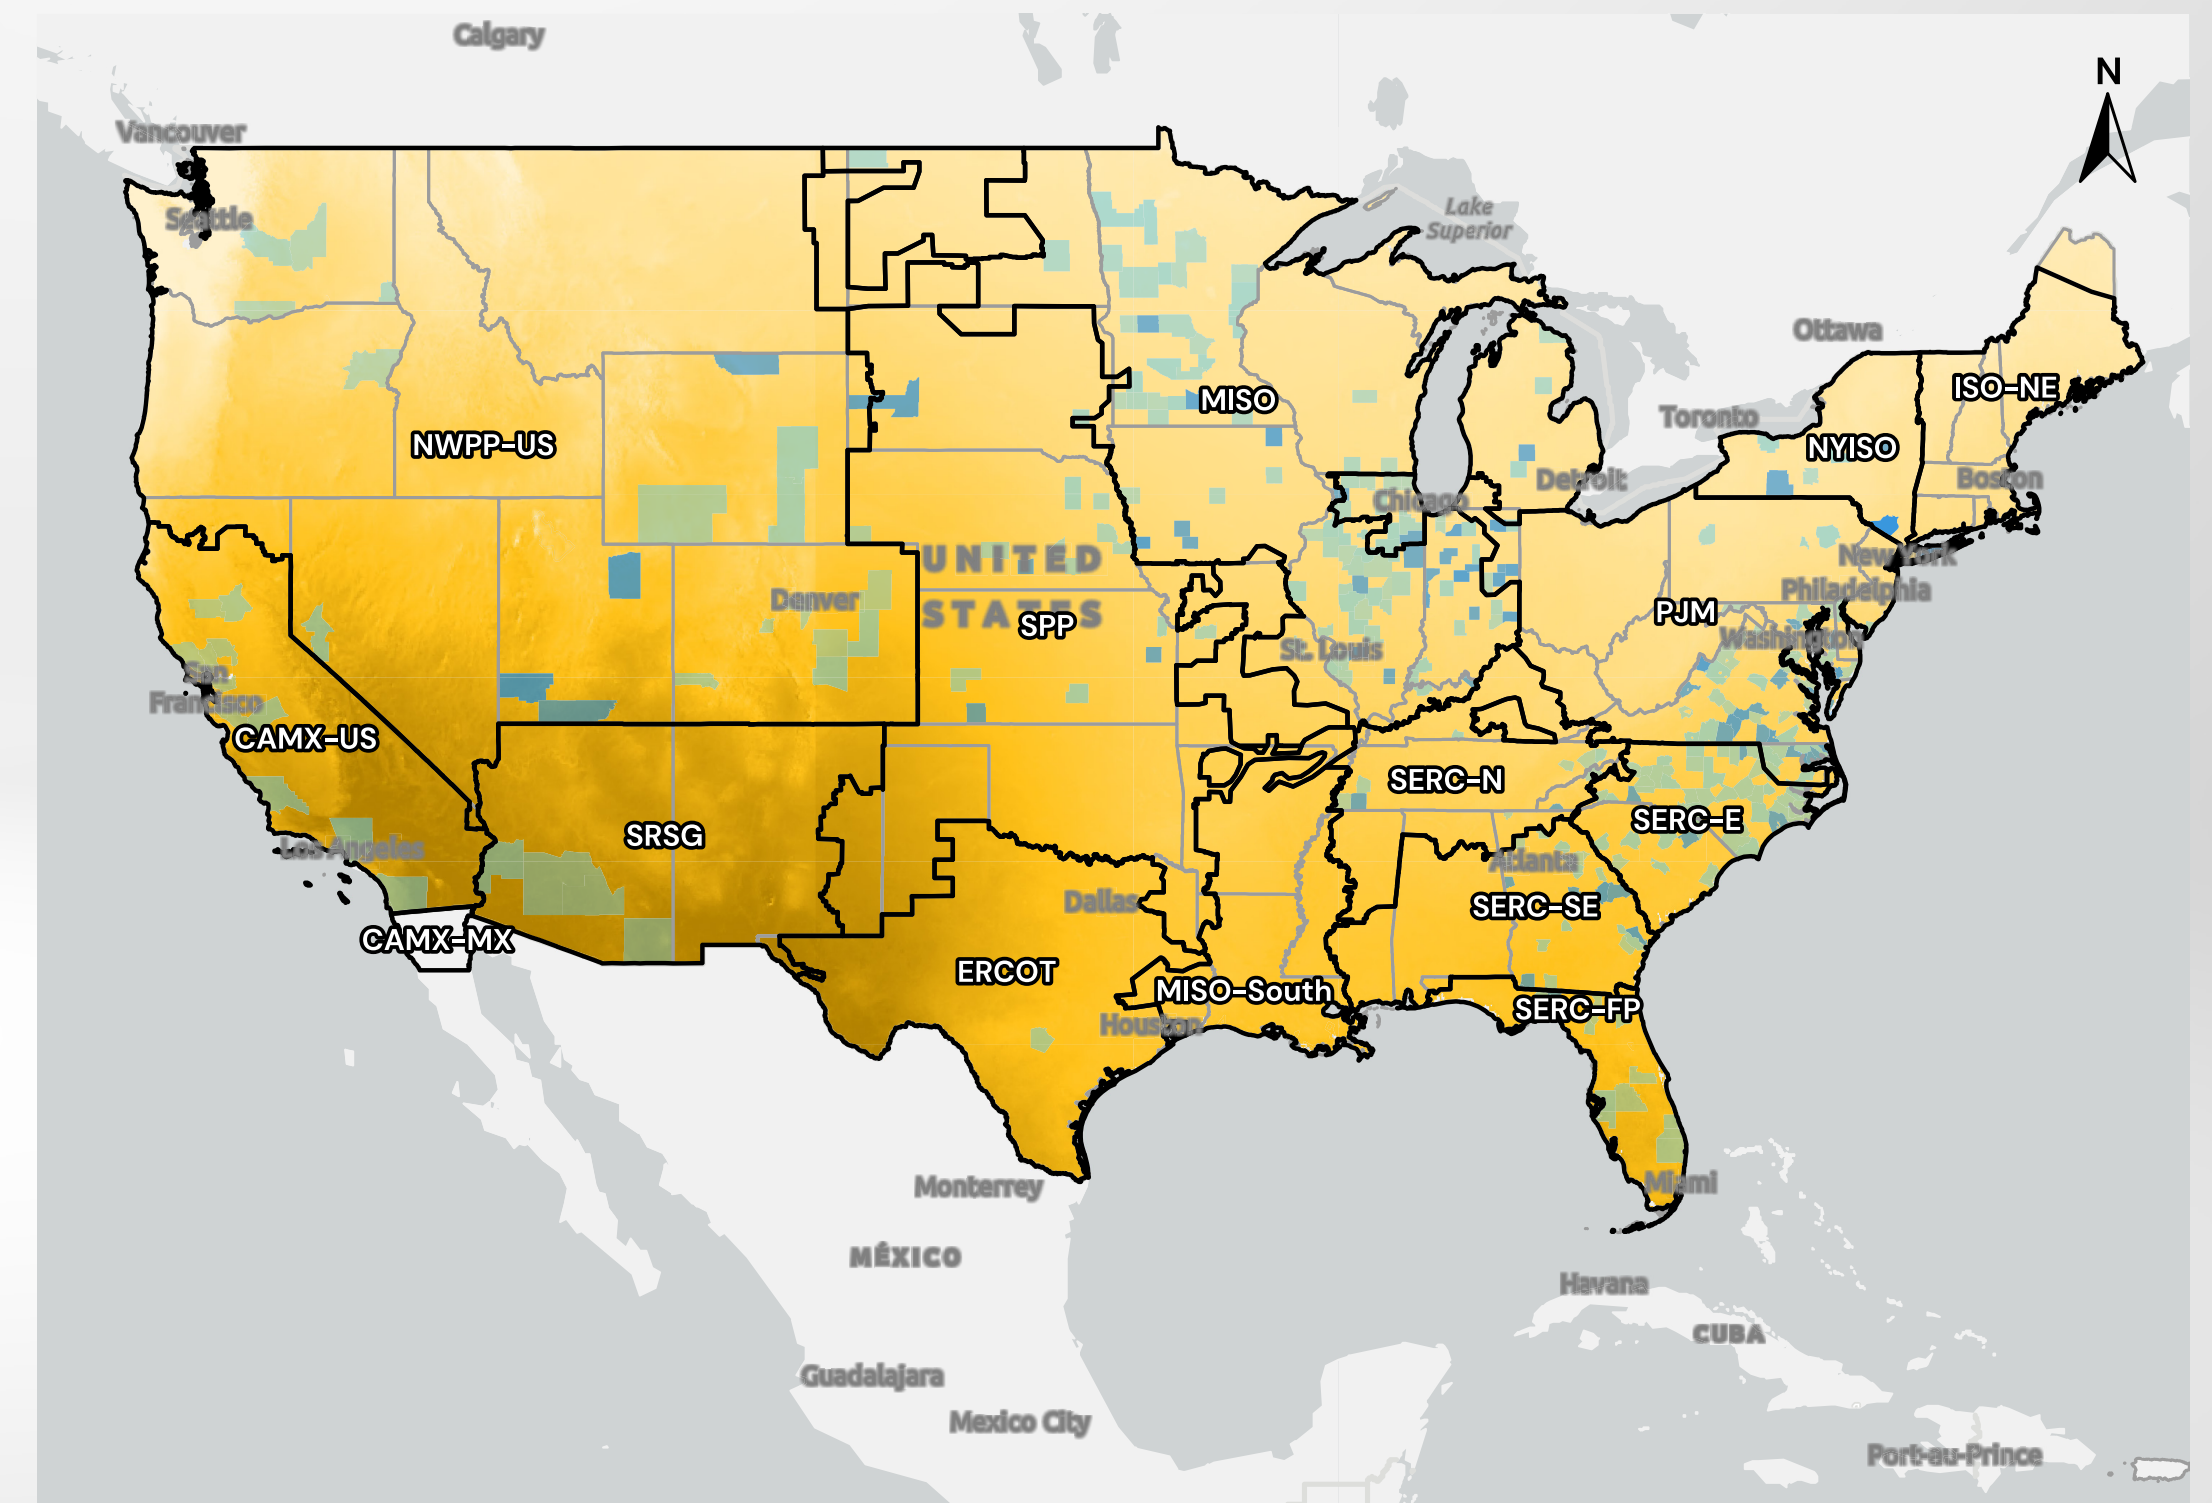 Calgary
N
Vancouver
Seattle
Lake
Superior
Ottawa
MISO
ISO-NE
Toronto
NWPP-US
NYISO
Detroit
Boston
Chicago
UNITED
STATES
New York
Philadelphia
Denver
SPP
PJM
Washington
St. Louis
San
Francisco
CAMX-US
SERC-N
SRSG
SERC-E
Los Angeles
Atlanta
Dallas
SERC-SE
CAMX-MX
ERCOT
MISO-South
SERC-FP
Houston
Monterrey
Miami
MÉXICO
Havana
CUBA
Guadalajara
Mexico City
Port-au-Prince